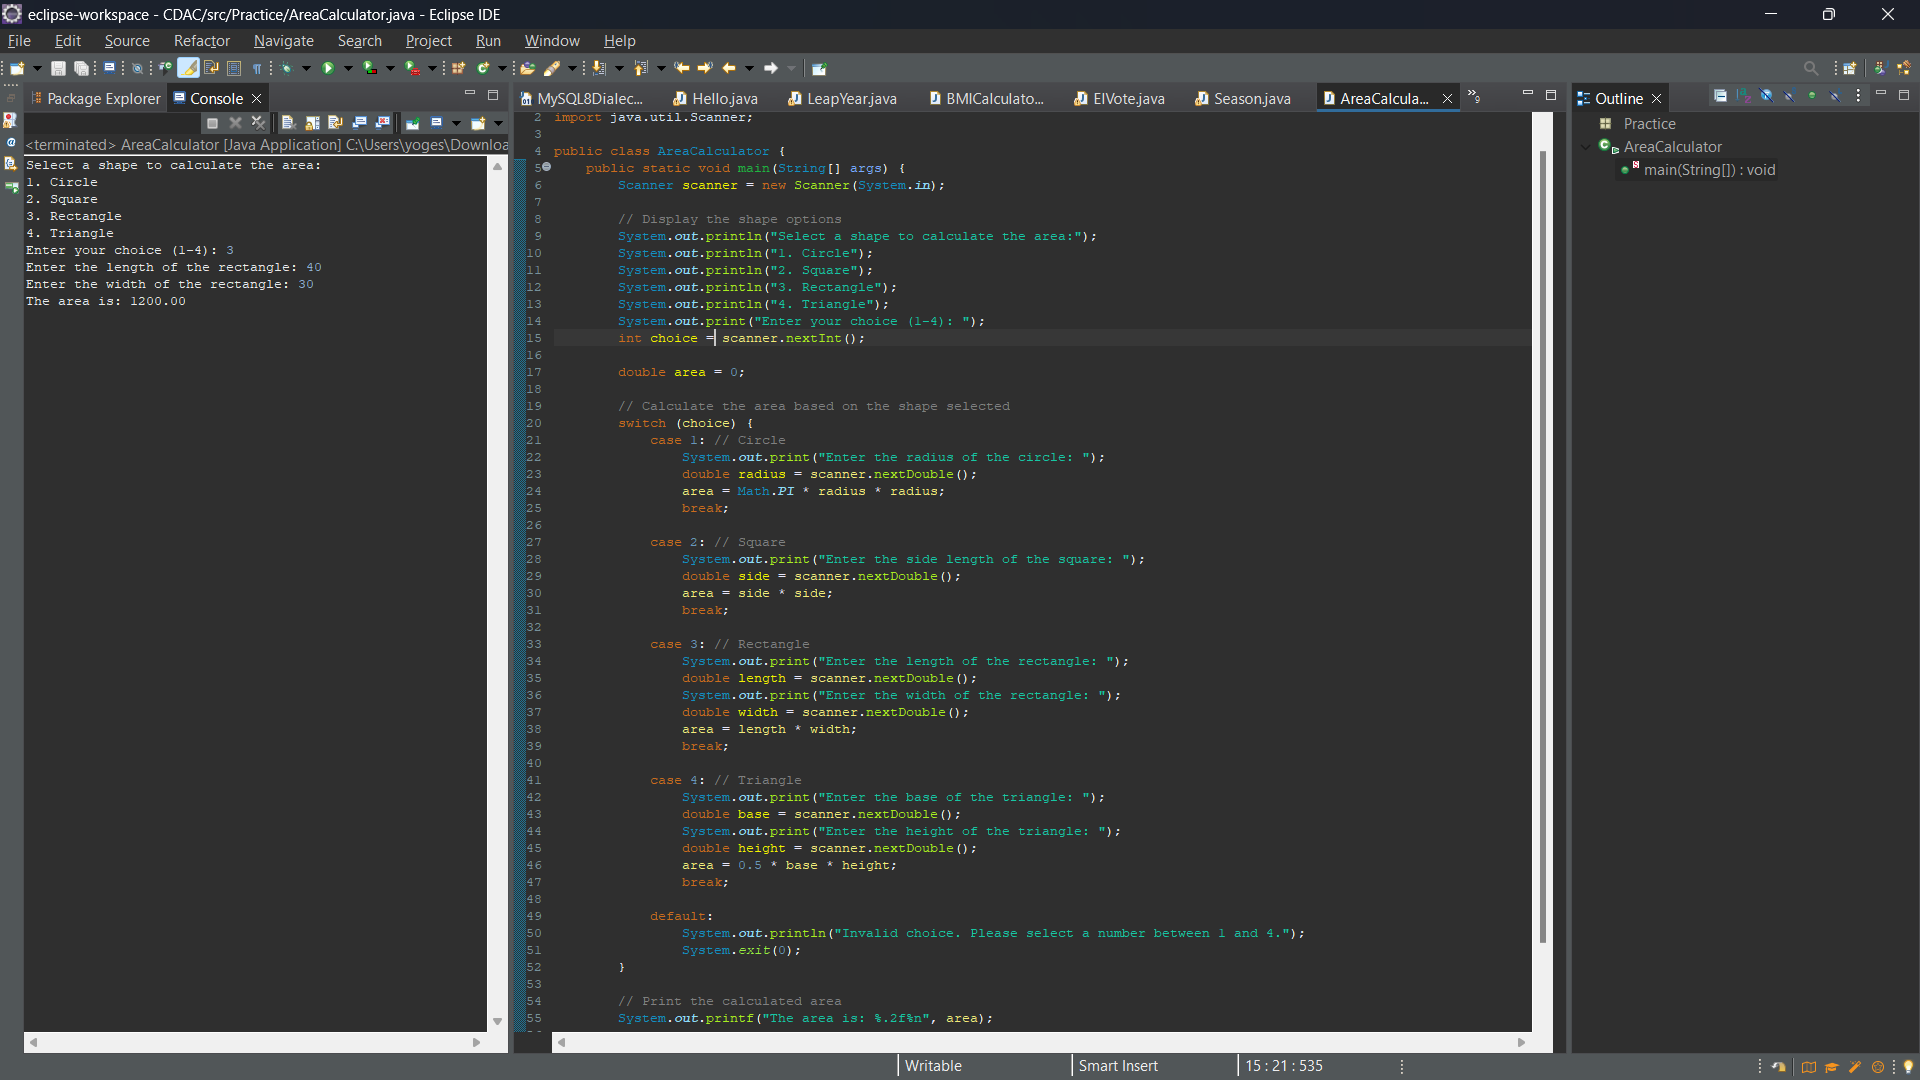 eclipse-workspace - CDAC/src/Practice/AreaCalculator.java - Eclipse IDE
File Edit Source Refactor Navigate Search Project Run Window Help
Package Explorer Console
<terminated> AreaCalculator [Java Application] C:\Users\yoges\Downloa
Select a shape to calculate the area:
1. Circle
2. Square
3. Rectangle
4. Triangle
Enter your choice (1-4): 3
Enter the length of the rectangle: 40
Enter the width of the rectangle: 30
The area is: 1200.00
MySQL8Dialec... Hello.java LeapYear.java BMICalculato... ElVote.java Season.java AreaCalcula... »9
2 import java.util.Scanner;
3
4 public class AreaCalculator {
5 public static void main(String[] args) {
6 Scanner scanner = new Scanner(System.in);
7
8 // Display the shape options
9 System.out.println("Select a shape to calculate the area:");
10 System.out.println("1. Circle");
11 System.out.println("2. Square");
12 System.out.println("3. Rectangle");
13 System.out.println("4. Triangle");
14 System.out.print("Enter your choice (1-4): ");
15 int choice = scanner.nextInt();
16
17 double area = 0;
18
19 // Calculate the area based on the shape selected
20 switch (choice) {
21 case 1: // Circle
22 System.out.print("Enter the radius of the circle: ");
23 double radius = scanner.nextDouble();
24 area = Math.PI * radius * radius;
25 break;
26
27 case 2: // Square
28 System.out.print("Enter the side length of the square: ");
29 double side = scanner.nextDouble();
30 area = side * side;
31 break;
32
33 case 3: // Rectangle
34 System.out.print("Enter the length of the rectangle: ");
35 double length = scanner.nextDouble();
36 System.out.print("Enter the width of the rectangle: ");
37 double width = scanner.nextDouble();
38 area = length * width;
39 break;
40
41 case 4: // Triangle
42 System.out.print("Enter the base of the triangle: ");
43 double base = scanner.nextDouble();
44 System.out.print("Enter the height of the triangle: ");
45 double height = scanner.nextDouble();
46 area = 0.5 * base * height;
47 break;
48
49 default:
50 System.out.println("Invalid choice. Please select a number between 1 and 4.");
51 System.exit(0);
52 }
53
54 // Print the calculated area
55 System.out.printf("The area is: %.2f%n", area);
Outline
Practice
AreaCalculator
main(String[]) : void
Writable Smart Insert 15 : 21 : 535